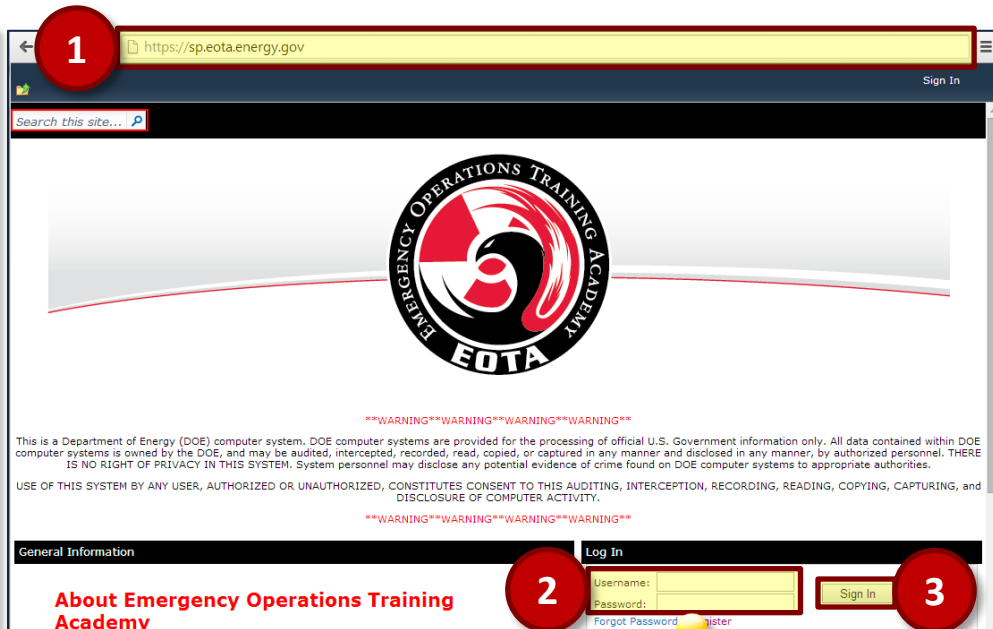 1
https://sp.eota.energy.gov
Sign In
Search this site...
EMERGENCY OPERATIONS TRAINING ACADEMY
EOTA
**WARNING**WARNING**WARNING**WARNING**
This is a Department of Energy (DOE) computer system. DOE computer systems are provided for the processing of official U.S. Government information only. All data contained within DOE
computer systems is owned by the DOE, and may be audited, intercepted, recorded, read, copied, or captured in any manner and disclosed in any manner, by authorized personnel. THERE
IS NO RIGHT OF PRIVACY IN THIS SYSTEM. System personnel may disclose any potential evidence of crime found on DOE computer systems to appropriate authorities.
USE OF THIS SYSTEM BY ANY USER, AUTHORIZED OR UNAUTHORIZED, CONSTITUTES CONSENT TO THIS AUDITING, INTERCEPTION, RECORDING, READING, COPYING, CAPTURING, and
DISCLOSURE OF COMPUTER ACTIVITY.
**WARNING**WARNING**WARNING**WARNING**
General Information
Log In
About Emergency Operations Training
Academy
2
Username:
Password:
Sign In
3
Forgot Password